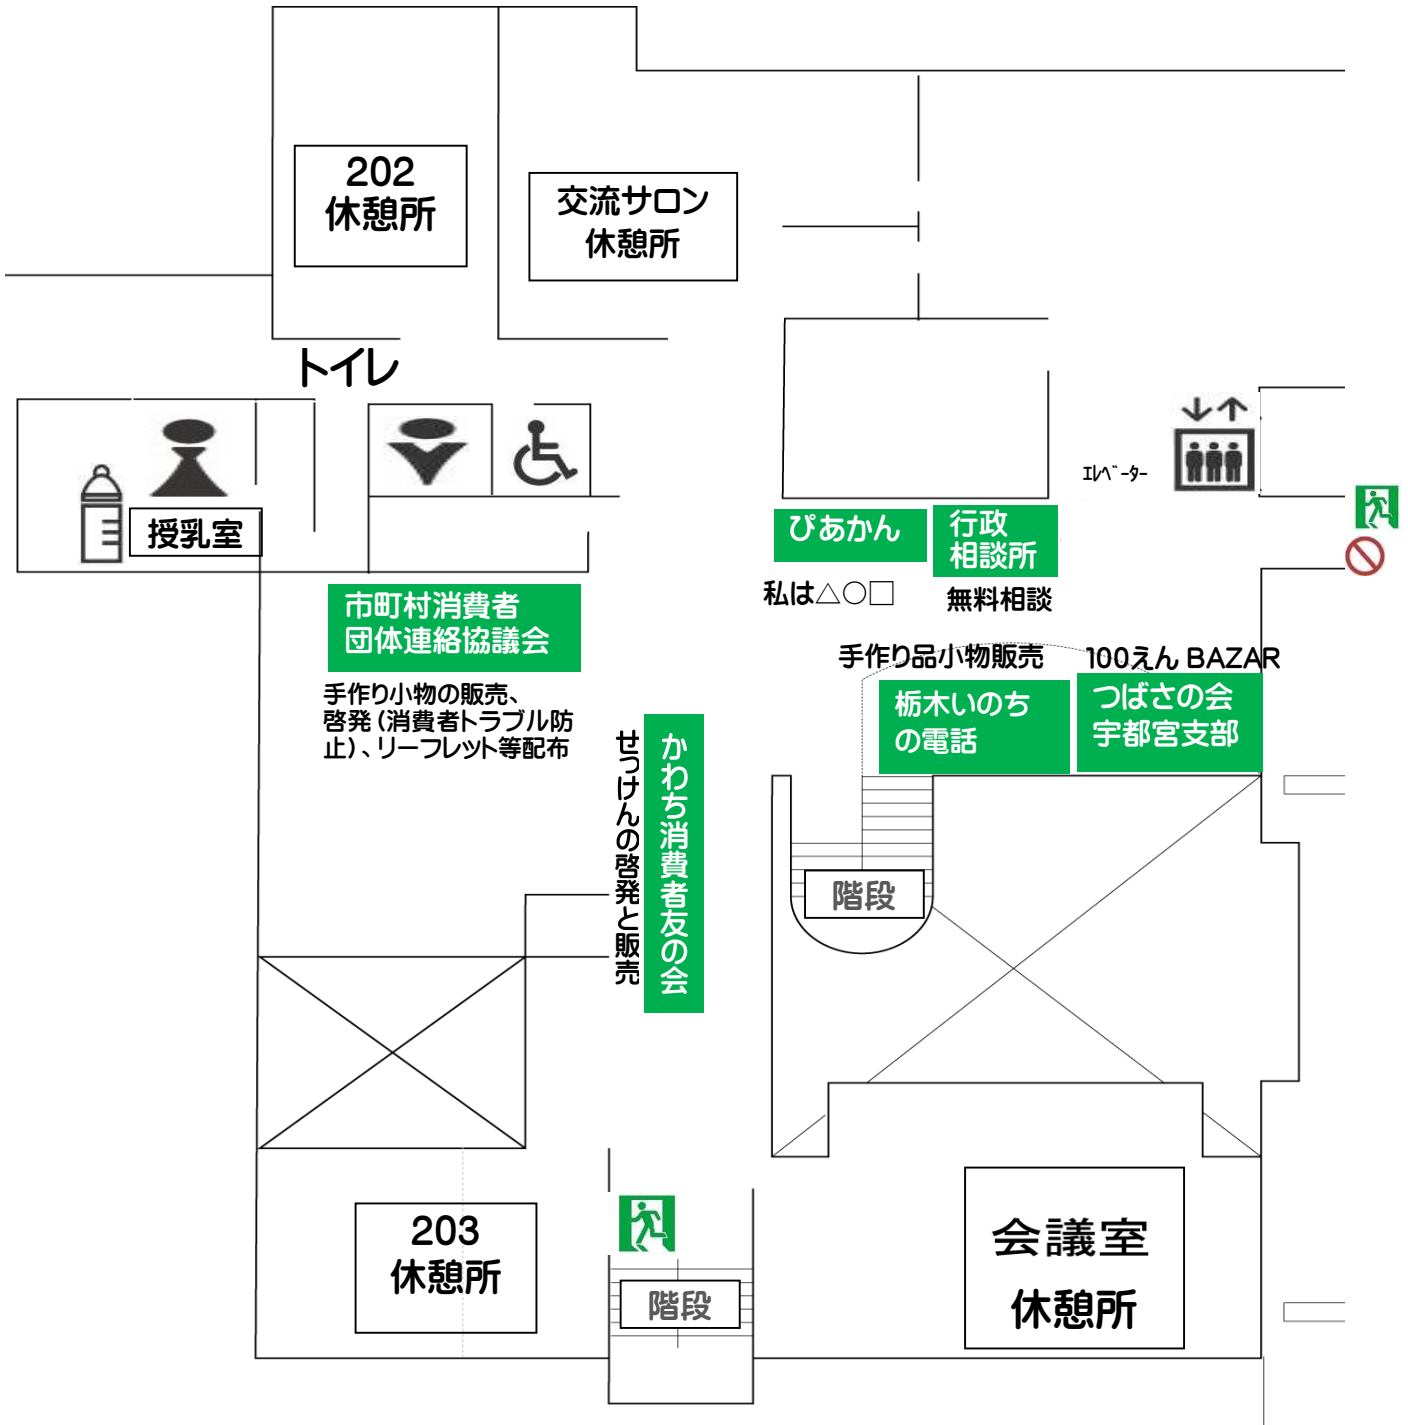 202
休憩所
交流サロン
休憩所
トイレ
授乳室
ｴﾚﾍﾞｰﾀｰ
ぴあかん
行政
相談所
私は△○□
無料相談
市町村消費者
団体連絡協議会
手作り小物の販売、
啓発（消費者トラブル防
止）、リーフレット等配布
手作り品小物販売
100えん BAZAR
栃木いのち
の電話
つばさの会
宇都宮支部
かわち消費者友の会
せっけんの啓発と販売
階段
203
休憩所
階段
会議室
休憩所